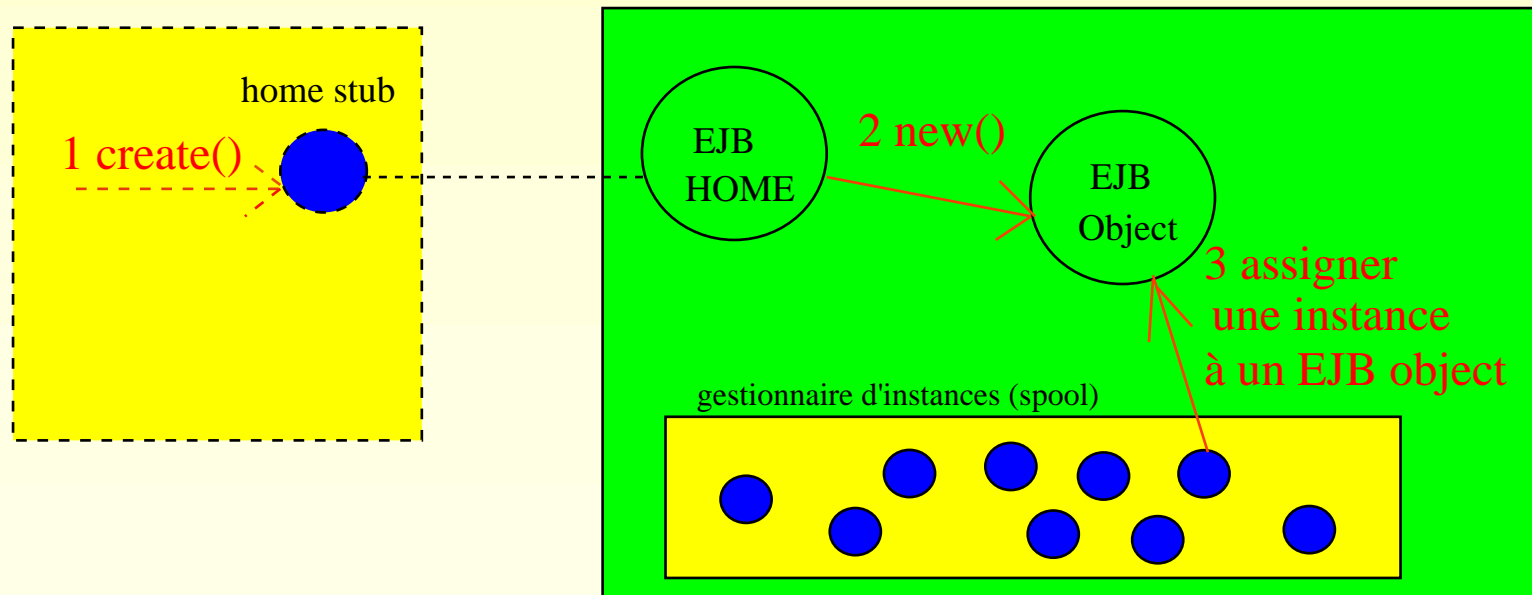 home stub
1 create()
EJB
HOME
2 new()
EJB
Object
3 assigner
une instance
à un EJB object
gestionnaire d'instances (spool)